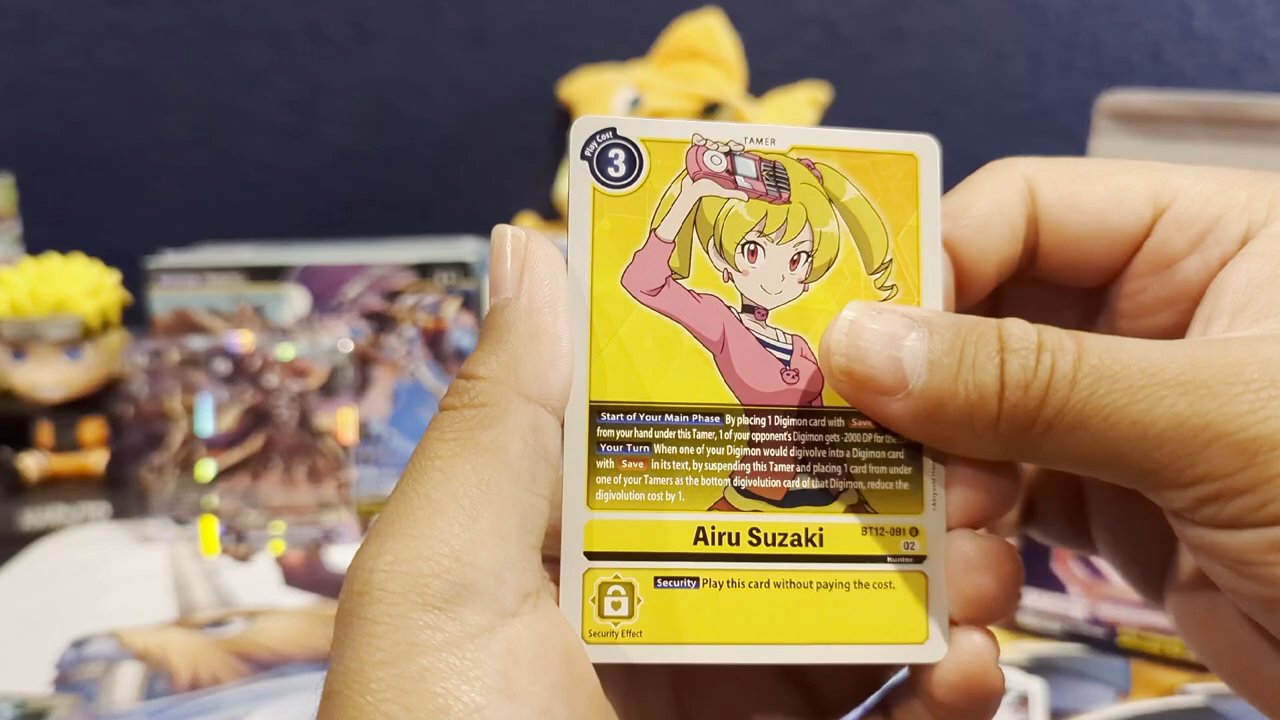 TAMER
Play Cost
3
Start of Your Main Phase By placing 1 Digimon card with Save
from your hand under this Tamer, 1 of your opponent's Digimon gets -2000 DP for the
Your Turn When one of your Digimon would digivolve into a Digimon card
with Save in its text, by suspending this Tamer and placing 1 card from under
one of your Tamers as the bottom digivolution card of that Digimon, reduce the
digivolution cost by 1.
Airu Suzaki
BT12-091 U
02
Hunter
Security Play this card without paying the cost.
Security Effect